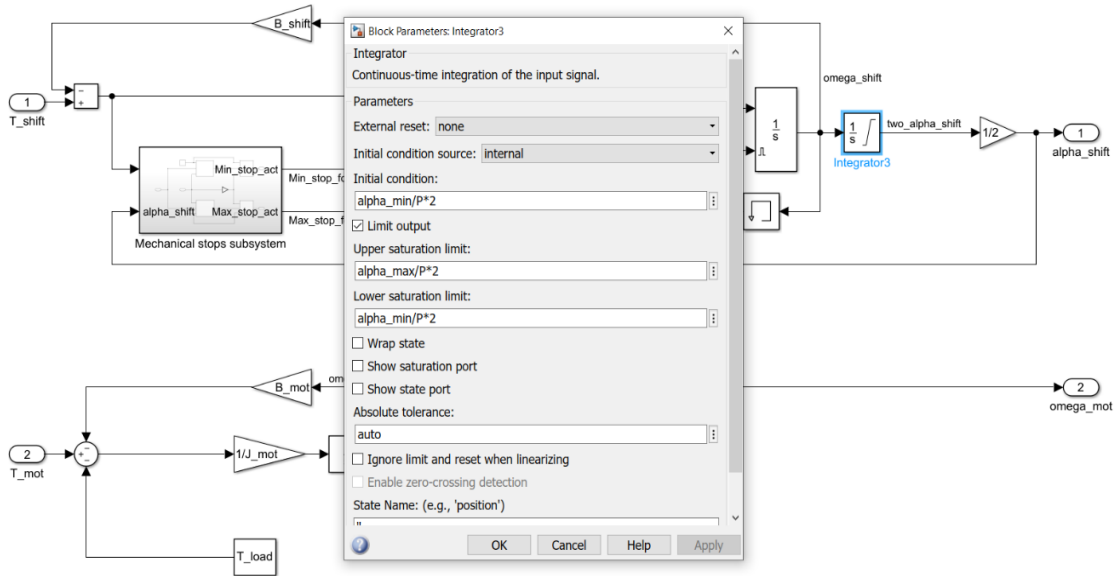 B_shift
1
T_shift
Min_stop_act
alpha_shift
Max_stop_act
Min_stop_fo
Max_stop_f
Mechanical stops subsystem
Block Parameters: Integrator3
Integrator
Continuous-time integration of the input signal.
Parameters
External reset: none
Initial condition source: internal
Initial condition:
alpha_min/P*2
Limit output
Upper saturation limit:
alpha_max/P*2
Lower saturation limit:
alpha_min/P*2
Wrap state
Show saturation port
Show state port
Absolute tolerance:
auto
Ignore limit and reset when linearizing
Enable zero-crossing detection
State Name: (e.g., 'position')
OK
Cancel
Help
Apply
omega_shift
1
s
1
s
Integrator3
two_alpha_shift
1/2
1
alpha_shift
B_mot
om
2
T_mot
1/J_mot
T_load
2
omega_mot